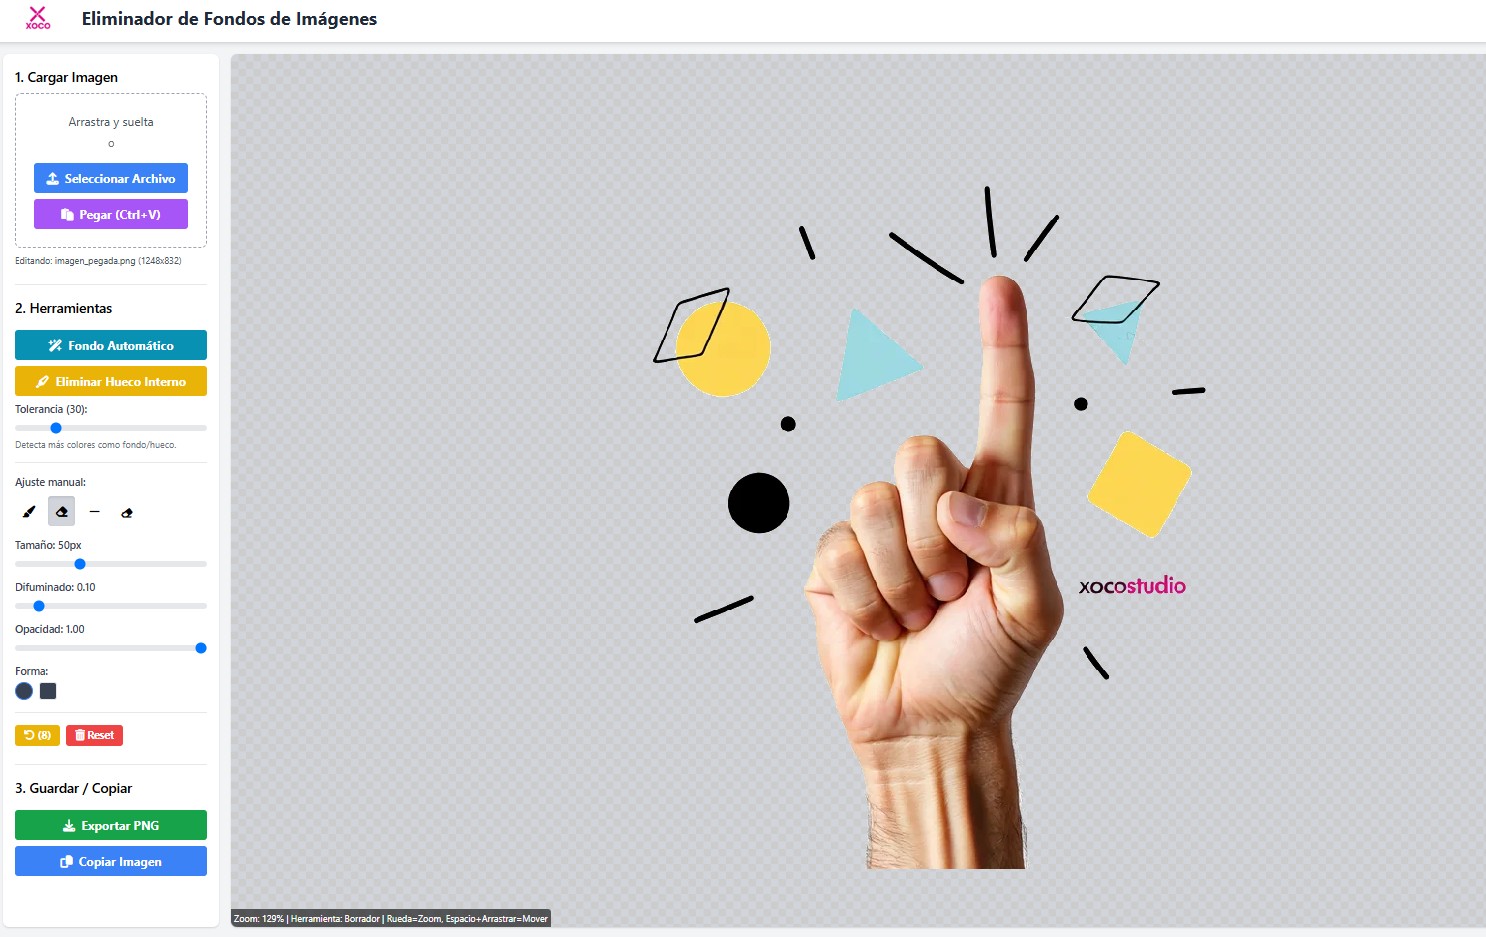 XOCO
Eliminador de Fondos de Imágenes
1. Cargar Imagen
Arrastra y suelta
o
Seleccionar Archivo
Pegar (Ctrl+V)
Editando: imagen_pegada.png (1248x832)
2. Herramientas
Fondo Automático
Eliminar Hueco Interno
Tolerancia (30):
Detecta más colores como fondo/hueco.
Ajuste manual:
Tamaño: 50px
Difuminado: 0.10
Opacidad: 1.00
Forma:
(8)
Reset
3. Guardar / Copiar
Exportar PNG
Copiar Imagen
xocostudio
Zoom: 129% | Herramienta: Borrador | Rueda=Zoom, Espacio+Arrastrar=Mover